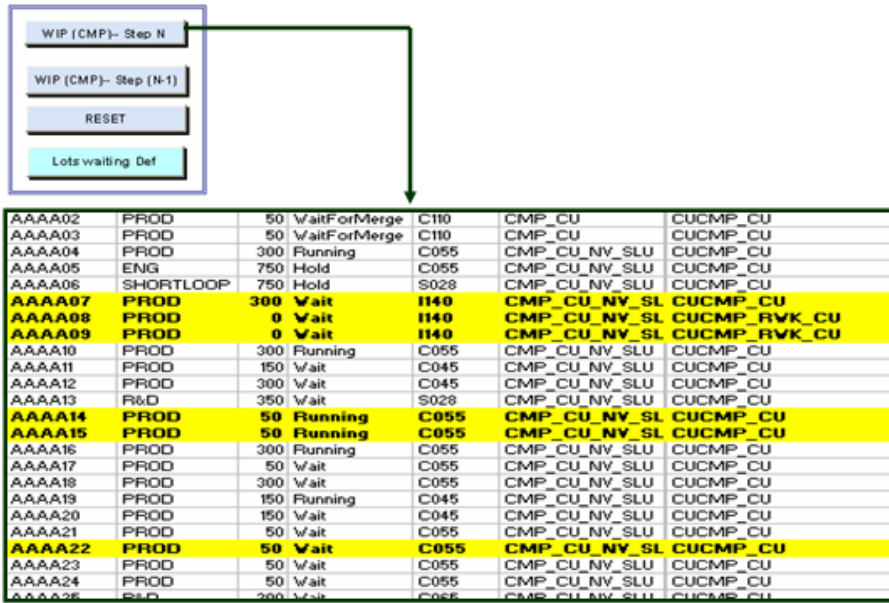 WIP (CMP)-- Step N
WIP (CMP)-- Step (N-1)
RESET
Lots waiting Def
AAAA02 PROD 50 WaitForMerge C110 CMP_CU CUCMP_CU
AAAA03 PROD 50 WaitForMerge C110 CMP_CU CUCMP_CU
AAAA04 PROD 300 Running C055 CMP_CU_NV_SLU CUCMP_CU
AAAA05 ENG 750 Hold C055 CMP_CU_NV_SLU CUCMP_CU
AAAA06 SHORTLOOP 750 Hold S028 CMP_CU_NV_SLU CUCMP_CU
AAAA07 PROD 300 Wait I140 CMP_CU_NV_SL CUCMP_CU
AAAA08 PROD 0 Wait I140 CMP_CU_NV_SL CUCMP_RWK_CU
AAAA09 PROD 0 Wait I140 CMP_CU_NV_SL CUCMP_RWK_CU
AAAA10 PROD 300 Running C055 CMP_CU_NV_SLU CUCMP_CU
AAAA11 PROD 150 Wait C045 CMP_CU_NV_SLU CUCMP_CU
AAAA12 PROD 300 Wait C045 CMP_CU_NV_SLU CUCMP_CU
AAAA13 R&D 350 Wait S028 CMP_CU_NV_SLU CUCMP_CU
AAAA14 PROD 50 Running C055 CMP_CU_NV_SL CUCMP_CU
AAAA15 PROD 50 Running C055 CMP_CU_NV_SL CUCMP_CU
AAAA16 PROD 300 Running C055 CMP_CU_NV_SLU CUCMP_CU
AAAA17 PROD 50 Wait C055 CMP_CU_NV_SLU CUCMP_CU
AAAA18 PROD 300 Wait C055 CMP_CU_NV_SLU CUCMP_CU
AAAA19 PROD 150 Running C045 CMP_CU_NV_SLU CUCMP_CU
AAAA20 PROD 150 Wait C045 CMP_CU_NV_SLU CUCMP_CU
AAAA21 PROD 50 Wait C055 CMP_CU_NV_SLU CUCMP_CU
AAAA22 PROD 50 Wait C055 CMP_CU_NV_SL CUCMP_CU
AAAA23 PROD 50 Wait C055 CMP_CU_NV_SLU CUCMP_CU
AAAA24 PROD 50 Wait C055 CMP_CU_NV_SLU CUCMP_CU
AAAA25 R&D 200 Wait C065 CMP_CU_NV_SLU CUCMP_CU